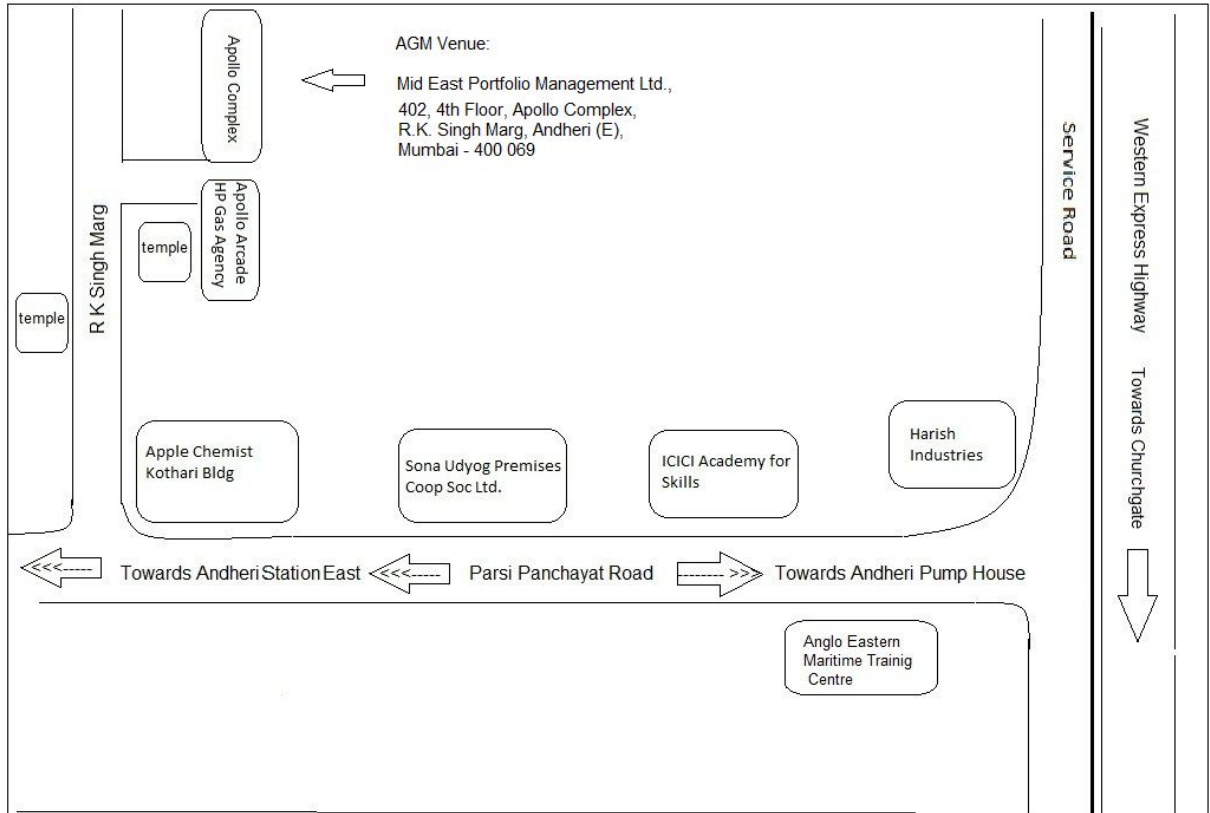 Apollo Complex
AGM Venue:
Mid East Portfolio Management Ltd.,
402, 4th Floor, Apollo Complex,
R.K. Singh Marg, Andheri (E),
Mumbai - 400 069
Service Road
Western Express Highway
Towards Churchgate
Apollo Arcade
HP Gas Agency
temple
R K Singh Marg
temple
Apple Chemist
Kothari Bldg
Sona Udyog Premises
Coop Soc Ltd.
ICICI Academy for
Skills
Harish
Industries
<<<----- Towards Andheri Station East <<<----- Parsi Panchayat Road ------- >>> Towards Andheri Pump House
Anglo Eastern
Maritime Trainig
Centre